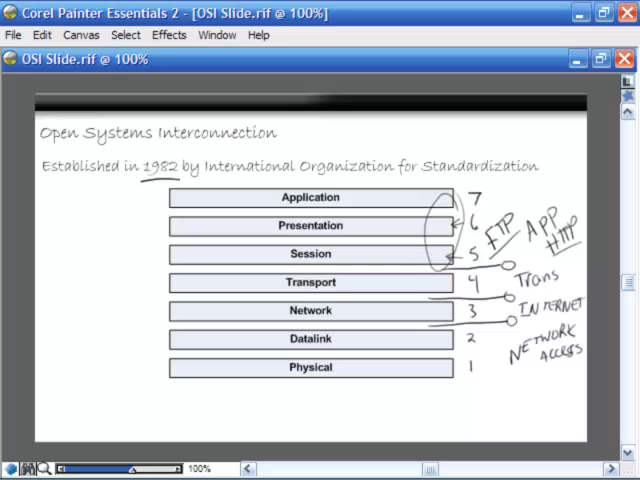 Corel Painter Essentials 2 - [OSI Slide.rif @ 100%]
File Edit Canvas Select Effects Window Help
OSI Slide.rif @ 100%
Open Systems Interconnection
Established in 1982 by International Organization for Standardization
Application 7
Presentation 6 FTP APP
HTTP
Session 5
Transport 4 Trans
Network 3 INTERNET
Datalink 2 NETWORK
ACCESS
Physical 1
100%